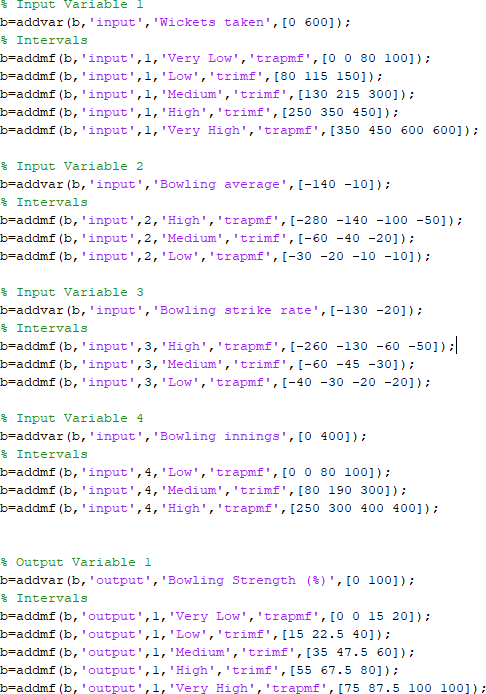 % Input Variable 1
b=addvar(b,'input','Wickets taken',[0 600]);
% Intervals
b=addmf(b,'input',1,'Very Low','trapmf',[0 0 80 100]);
b=addmf(b,'input',1,'Low','trimf',[80 115 150]);
b=addmf(b,'input',1,'Medium','trimf',[130 215 300]);
b=addmf(b,'input',1,'High','trimf',[250 350 450]);
b=addmf(b,'input',1,'Very High','trapmf',[350 450 600 600]);
% Input Variable 2
b=addvar(b,'input','Bowling average',[-140 -10]);
% Intervals
b=addmf(b,'input',2,'High','trapmf',[-280 -140 -100 -50]);
b=addmf(b,'input',2,'Medium','trimf',[-60 -40 -20]);
b=addmf(b,'input',2,'Low','trapmf',[-30 -20 -10 -10]);
% Input Variable 3
b=addvar(b,'input','Bowling strike rate',[-130 -20]);
% Intervals
b=addmf(b,'input',3,'High','trapmf',[-260 -130 -60 -50]);
b=addmf(b,'input',3,'Medium','trimf',[-60 -45 -30]);
b=addmf(b,'input',3,'Low','trapmf',[-40 -30 -20 -20]);
% Input Variable 4
b=addvar(b,'input','Bowling innings',[0 400]);
% Intervals
b=addmf(b,'input',4,'Low','trapmf',[0 0 80 100]);
b=addmf(b,'input',4,'Medium','trimf',[80 190 300]);
b=addmf(b,'input',4,'High','trapmf',[250 300 400 400]);
% Output Variable 1
b=addvar(b,'output','Bowling Strength (%)',[0 100]);
% Intervals
b=addmf(b,'output',1,'Very Low','trapmf',[0 0 15 20]);
b=addmf(b,'output',1,'Low','trimf',[15 22.5 40]);
b=addmf(b,'output',1,'Medium','trimf',[35 47.5 60]);
b=addmf(b,'output',1,'High','trimf',[55 67.5 80]);
b=addmf(b,'output',1,'Very High','trapmf',[75 87.5 100 100]);